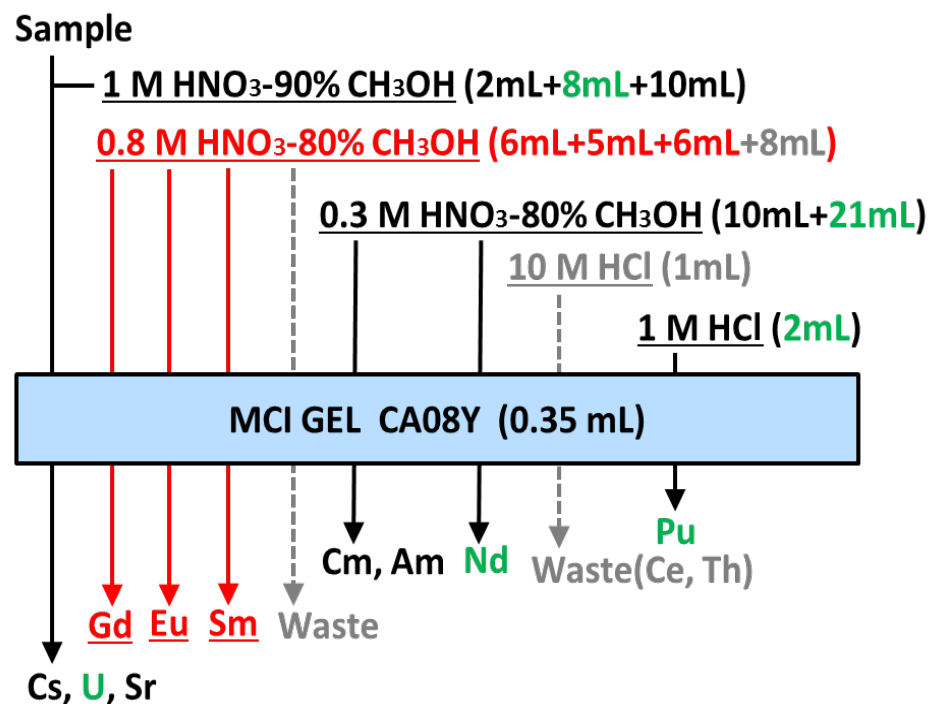 Sample
1 M HNO₃-90% CH₃OH (2mL+8mL+10mL)
0.8 M HNO₃-80% CH₃OH (6mL+5mL+6mL+8mL)
0.3 M HNO₃-80% CH₃OH (10mL+21mL)
10 M HCl (1mL)
1 M HCl (2mL)
MCI GEL CA08Y (0.35 mL)
Pu
Cm, Am Nd Waste(Ce, Th)
Gd Eu Sm Waste
Cs, U, Sr